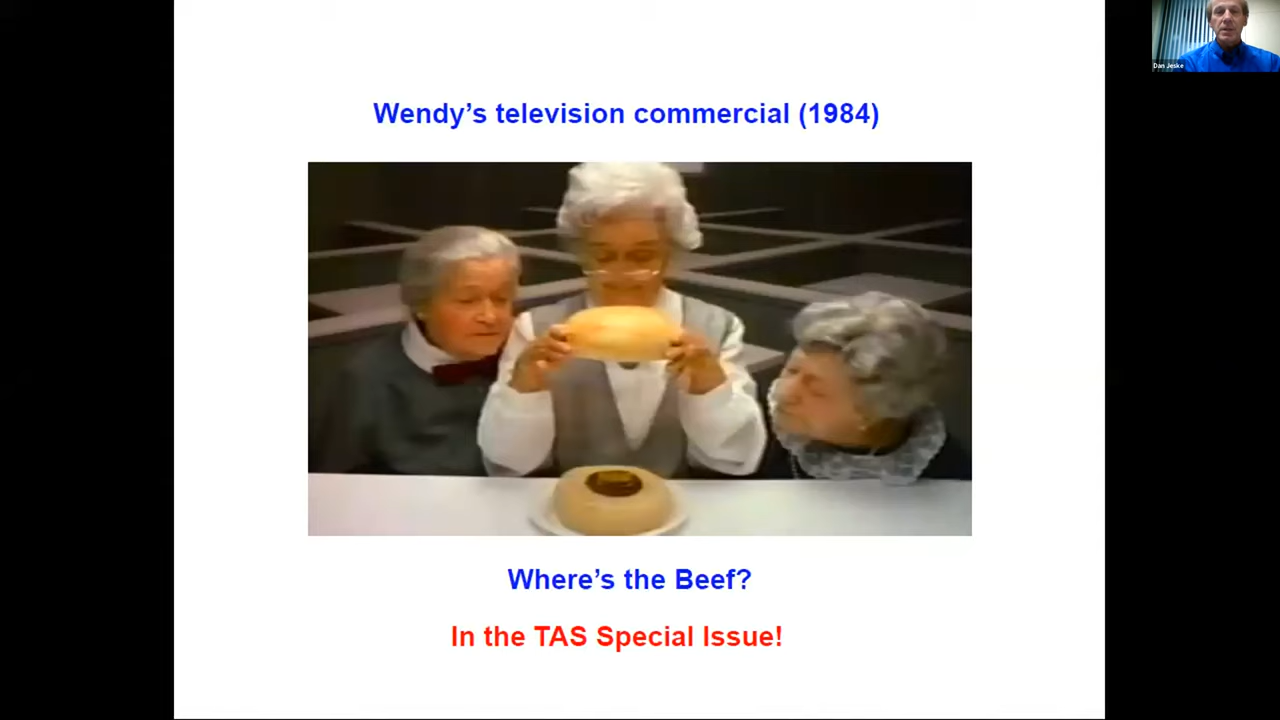 Wendy’s television commercial (1984)
Dan Jeske
Where’s the Beef?
In the TAS Special Issue!